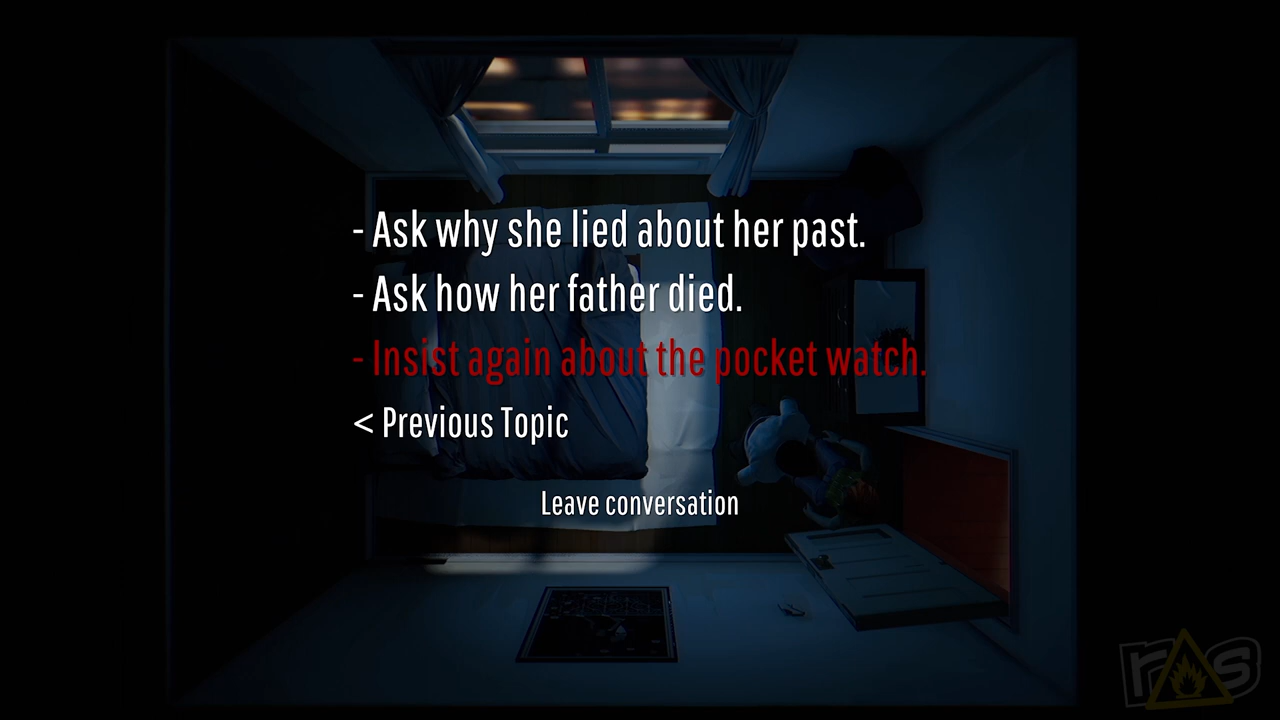 - Ask why she lied about her past.
- Ask how her father died.
- Insist again about the pocket watch.
< Previous Topic
Leave conversation
ras